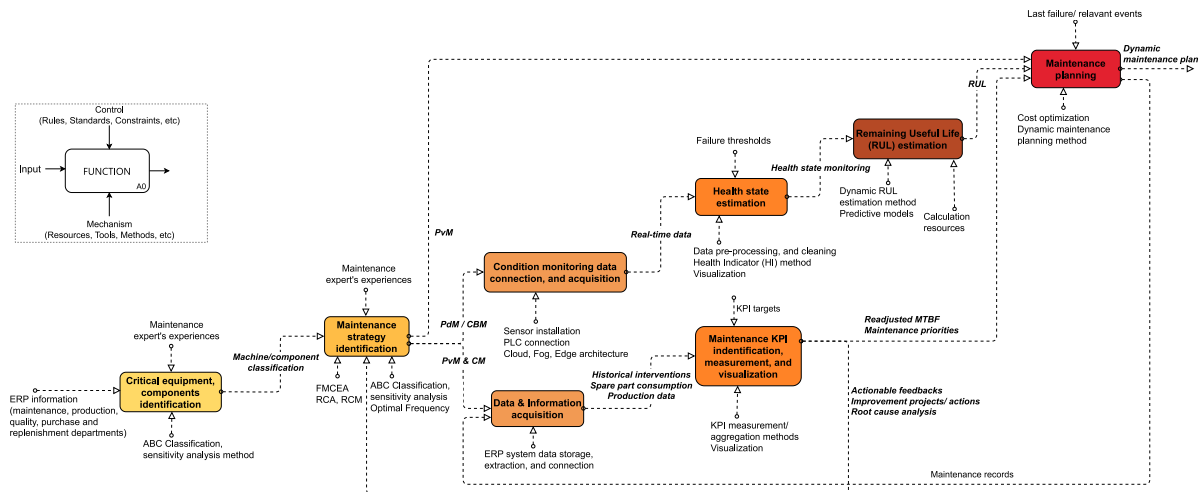 Control
(Rules, Standards, Constraints, etc)
Input
FUNCTION
A0
Mechanism
(Resources, Tools, Methods, etc)
Last failure/ relevant events
Maintenance
planning
Dynamic
maintenance plan
RUL
Cost optimization
Dynamic maintenance
planning method
Remaining Useful Life
(RUL) estimation
Health state monitoring
Dynamic RUL
estimation method
Predictive models
Calculation
resources
Failure thresholds
Health state
estimation
Real-time data
Data pre-processing, and cleaning
Health Indicator (HI) method
Visualization
PvM
Condition monitoring data
connection, and acquisition
Sensor installation
PLC connection
Cloud, Fog, Edge architecture
PdM / CBM
PvM & CM
Maintenance
expert's experiences
Maintenance
strategy
identification
FMCEA
RCA, RCM
ABC Classification,
sensitivity analysis
Optimal Frequency
Maintenance
expert's experiences
Machine/component
classification
Critical equipment,
components
identification
ERP information
(maintenance, production,
quality, purchase and
replenishment departments)
ABC Classification,
sensitivity analysis method
Data & Information
acquisition
ERP system data storage,
extraction, and connection
Historical interventions
Spare part consumption
Production data
KPI targets
Maintenance KPI
indentification,
measurement, and
visualization
KPI measurement/
aggregation methods
Visualization
Readjusted MTBF
Maintenance priorities
Actionable feedbacks
Improvement projects/ actions
Root cause analysis
Maintenance records